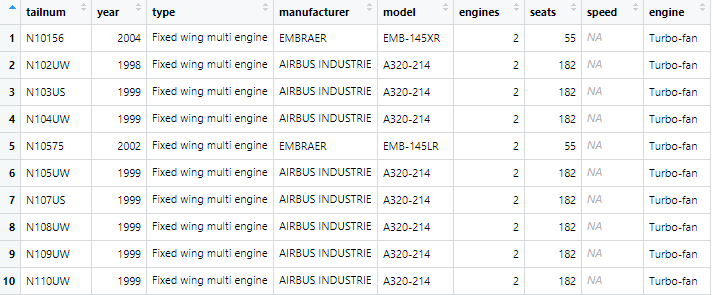 tailnum year type manufacturer model engines seats speed engine
1 N10156 2004 Fixed wing multi engine EMBRAER EMB-145XR 2 55 NA Turbo-fan
2 N102UW 1998 Fixed wing multi engine AIRBUS INDUSTRIE A320-214 2 182 NA Turbo-fan
3 N103US 1999 Fixed wing multi engine AIRBUS INDUSTRIE A320-214 2 182 NA Turbo-fan
4 N104UW 1999 Fixed wing multi engine AIRBUS INDUSTRIE A320-214 2 182 NA Turbo-fan
5 N10575 2002 Fixed wing multi engine EMBRAER EMB-145LR 2 55 NA Turbo-fan
6 N105UW 1999 Fixed wing multi engine AIRBUS INDUSTRIE A320-214 2 182 NA Turbo-fan
7 N107US 1999 Fixed wing multi engine AIRBUS INDUSTRIE A320-214 2 182 NA Turbo-fan
8 N108UW 1999 Fixed wing multi engine AIRBUS INDUSTRIE A320-214 2 182 NA Turbo-fan
9 N109UW 1999 Fixed wing multi engine AIRBUS INDUSTRIE A320-214 2 182 NA Turbo-fan
10 N110UW 1999 Fixed wing multi engine AIRBUS INDUSTRIE A320-214 2 182 NA Turbo-fan